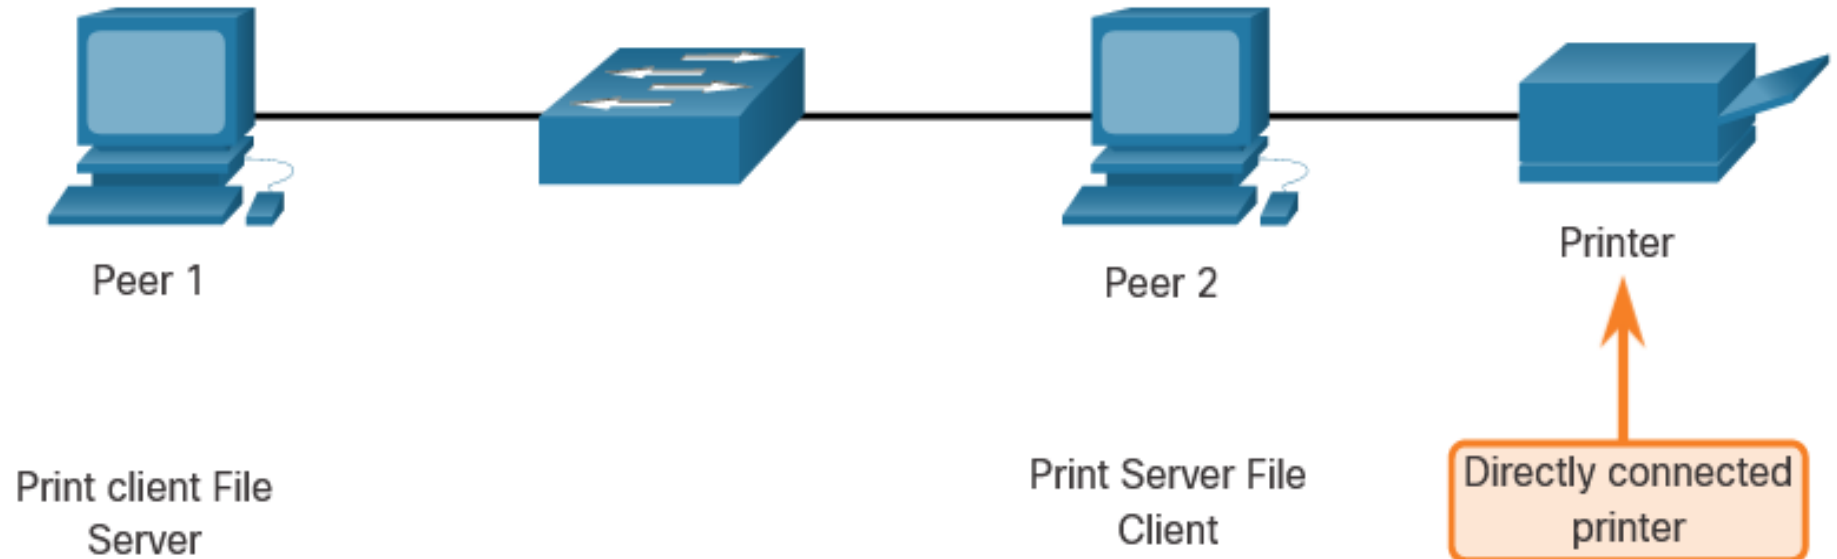 Peer 1
Peer 2
Printer
Print client File
Server
Print Server File
Client
Directly connected
printer